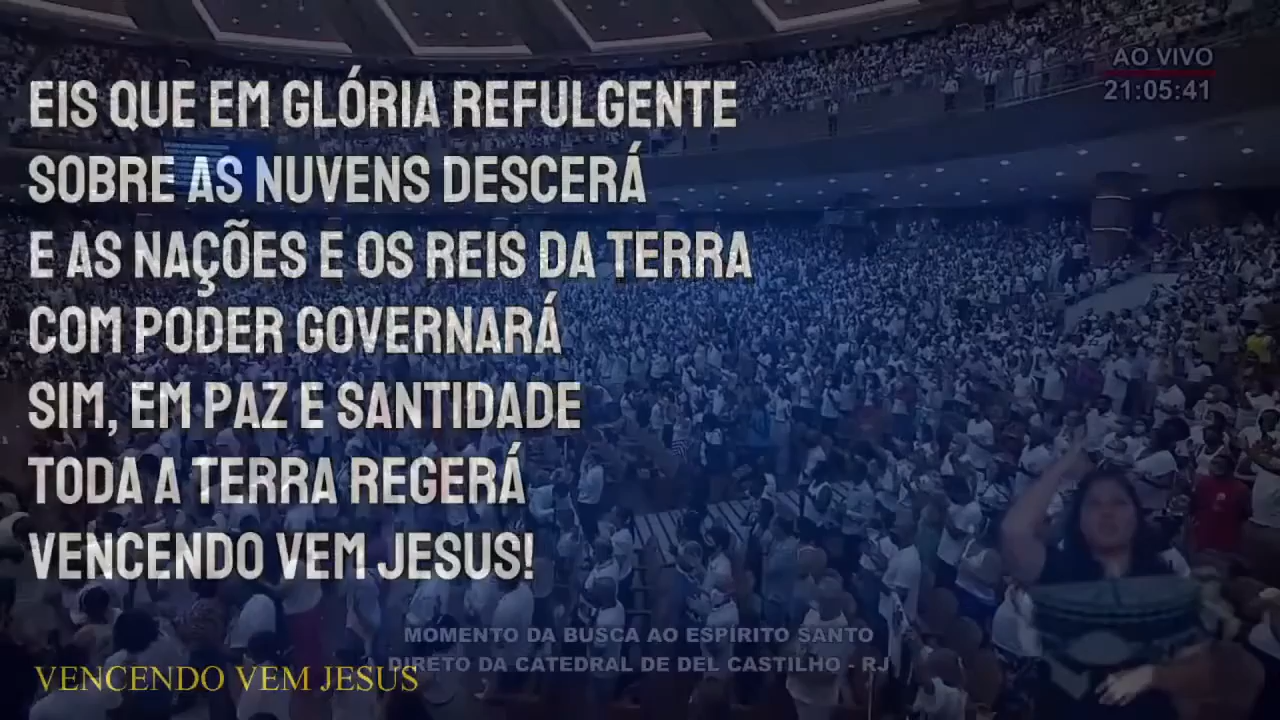 AO VIVO
21:05:41
EIS QUE EM GLÓRIA REFULGENTE
SOBRE AS NUVENS DESCERÁ
E AS NAÇÕES E OS REIS DA TERRA
COM PODER GOVERNARÁ
SIM, EM PAZ E SANTIDADE
TODA A TERRA REGERÁ
VENCENDO VEM JESUS!
MOMENTO DA BUSCA AO ESPÍRITO SANTO
DIRETO DA CATEDRAL DE DEL CASTILHO - RJ
VENCENDO VEM JESUS